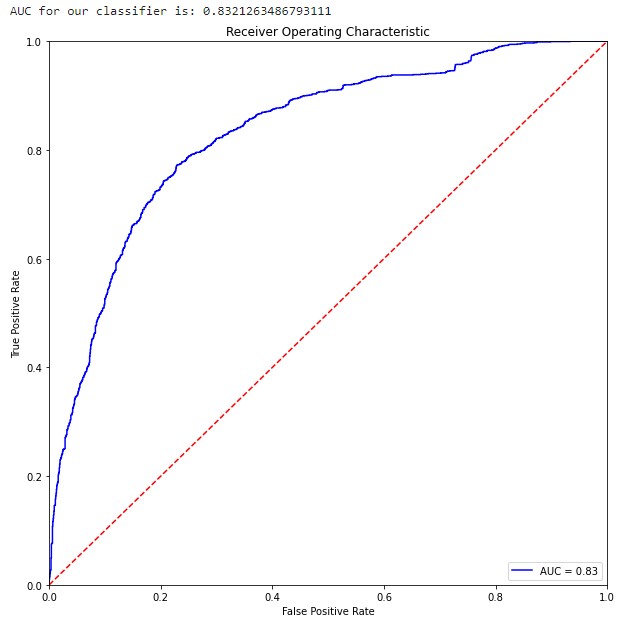 AUC for our classifier is: 0.8321263486793111
Receiver Operating Characteristic
1.0
0.8
0.6
0.4
0.2
0.0
True Positive Rate
AUC = 0.83
0.0 0.2 0.4 0.6 0.8 1.0
False Positive Rate